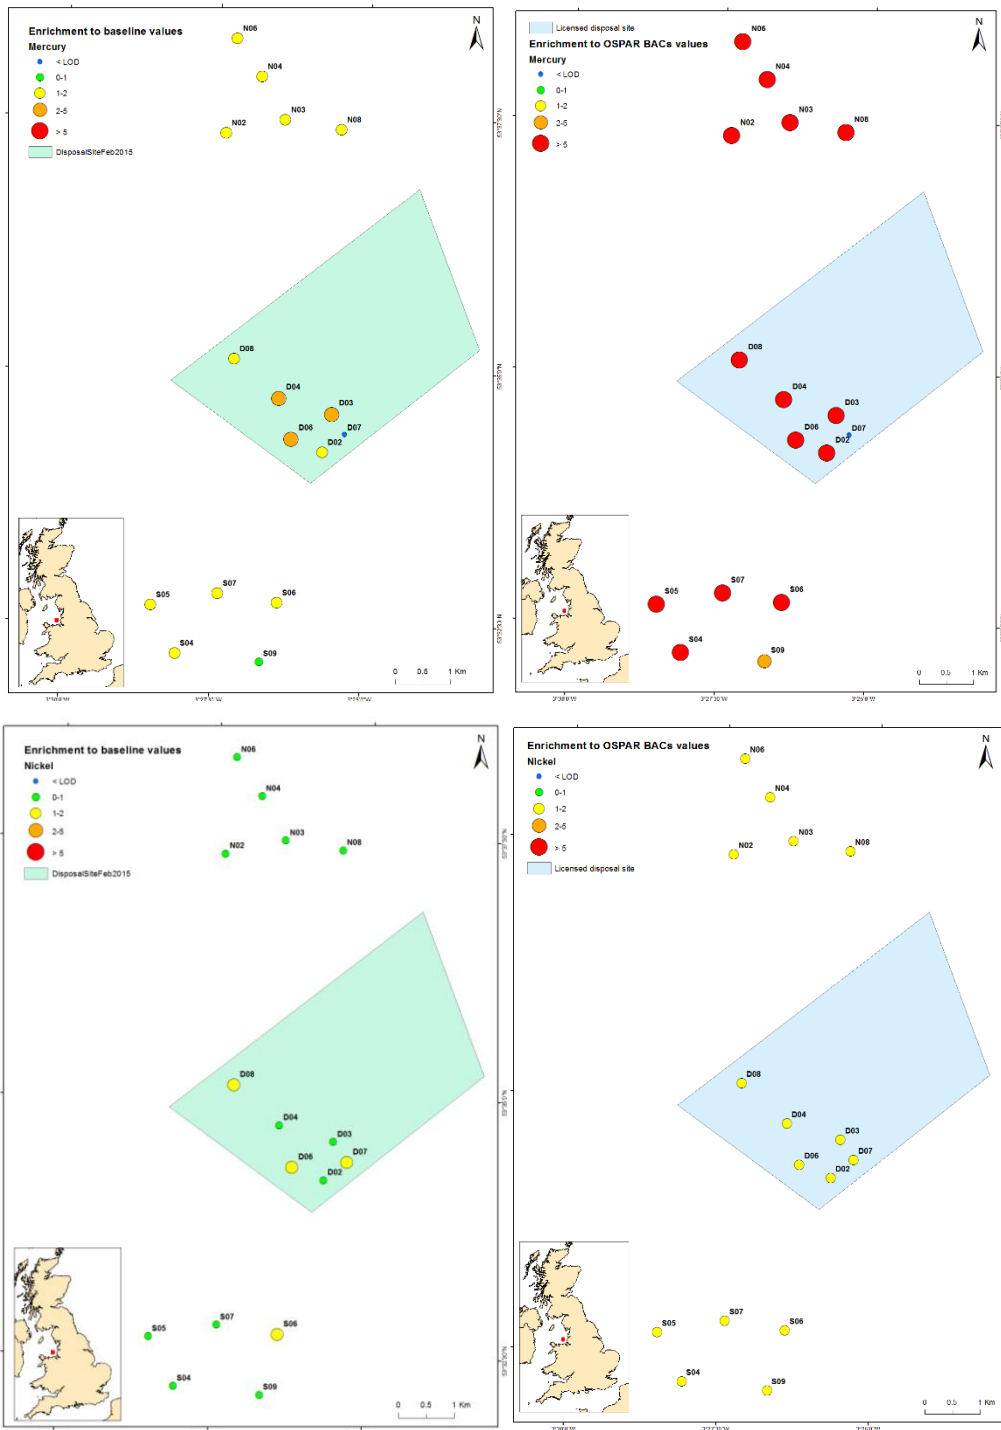 Enrichment to baseline values
Mercury
< LOD
0-1
1-2
2-5
> 5
DisposalSiteFeb2015
N
N06
N04
N03
N02
N08
D08
D04
D03
D07
D06
D02
S07
S05
S06
S04
S09
0 0.5 1 Km
Licensed disposal site
Enrichment to OSPAR BACs values
Mercury
< LOD
0-1
1-2
2-5
> 5
N
N06
N04
N03
N02
N08
D08
D04
D03
D07
D06
D02
S07
S05
S06
S04
S09
0 0.5 1 Km
Enrichment to baseline values
Nickel
< LOD
0-1
1-2
2-5
> 5
DisposalSiteFeb2015
N
N06
N04
N03
N02
N08
D08
D04
D03
D06
D07
D02
S07
S05
S06
S04
S09
0 0.5 1 Km
Enrichment to OSPAR BACs values
Nickel
< LOD
0-1
1-2
2-5
> 5
Licensed disposal site
N
N06
N04
N03
N02
N08
D08
D04
D03
D06
D07
D02
S07
S05
S06
S04
S09
0 0.5 1 Km